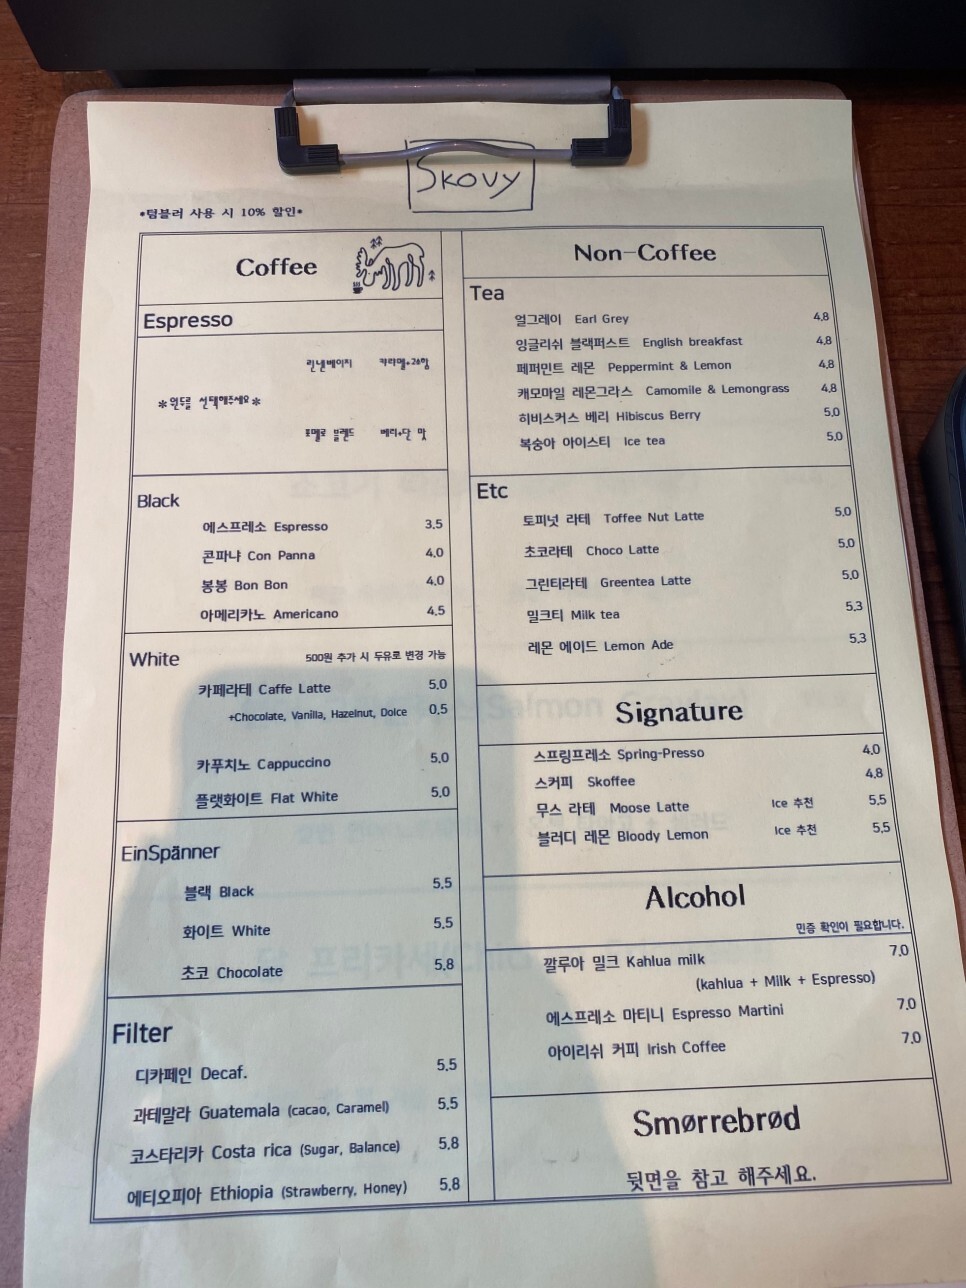 SKOVY
*텀블러 사용 시 10% 할인*
Coffee
Espresso
린넬베이지 카라멜+견과향
*원두를 선택해주세요*
포멜로 블렌드 베리+단 맛
Black
에스프레소 Espresso 3.5
콘파냐 Con Panna 4.0
봉봉 Bon Bon 4.0
아메리카노 Americano 4.5
White 500원 추가 시 두유로 변경 가능
카페라테 Caffe Latte 5.0
+Chocolate, Vanilla, Hazelnut, Dolce 0.5
카푸치노 Cappuccino 5.0
플랫화이트 Flat White 5.0
EinSpänner
블랙 Black 5.5
화이트 White 5.5
초코 Chocolate 5.8
Filter
디카페인 Decaf. 5.5
과테말라 Guatemala (cacao, Caramel) 5.5
코스타리카 Costa rica (Sugar, Balance) 5.8
에티오피아 Ethiopia (Strawberry, Honey) 5.8
Non-Coffee
Tea
얼그레이 Earl Grey 4.8
잉글리쉬 블랙퍼스트 English breakfast 4.8
페퍼민트 레몬 Peppermint & Lemon 4.8
캐모마일 레몬그라스 Camomile & Lemongrass 4.8
히비스커스 베리 Hibiscus Berry 5.0
복숭아 아이스티 Ice tea 5.0
Etc
토피넛 라테 Toffee Nut Latte 5.0
초코라테 Choco Latte 5.0
그린티라테 Greentea Latte 5.0
밀크티 Milk tea 5.3
레몬 에이드 Lemon Ade 5.3
Signature
스프링프레소 Spring-Presso 4.0
스커피 Skoffee 4.8
무스 라테 Moose Latte Ice 추천 5.5
블러디 레몬 Bloody Lemon Ice 추천 5.5
Alcohol
민증 확인이 필요합니다.
깔루아 밀크 Kahlua milk 7.0
(kahlua + Milk + Espresso)
에스프레소 마티니 Espresso Martini 7.0
아이리쉬 커피 Irish Coffee 7.0
Smørrebrød
뒷면을 참고 해주세요.